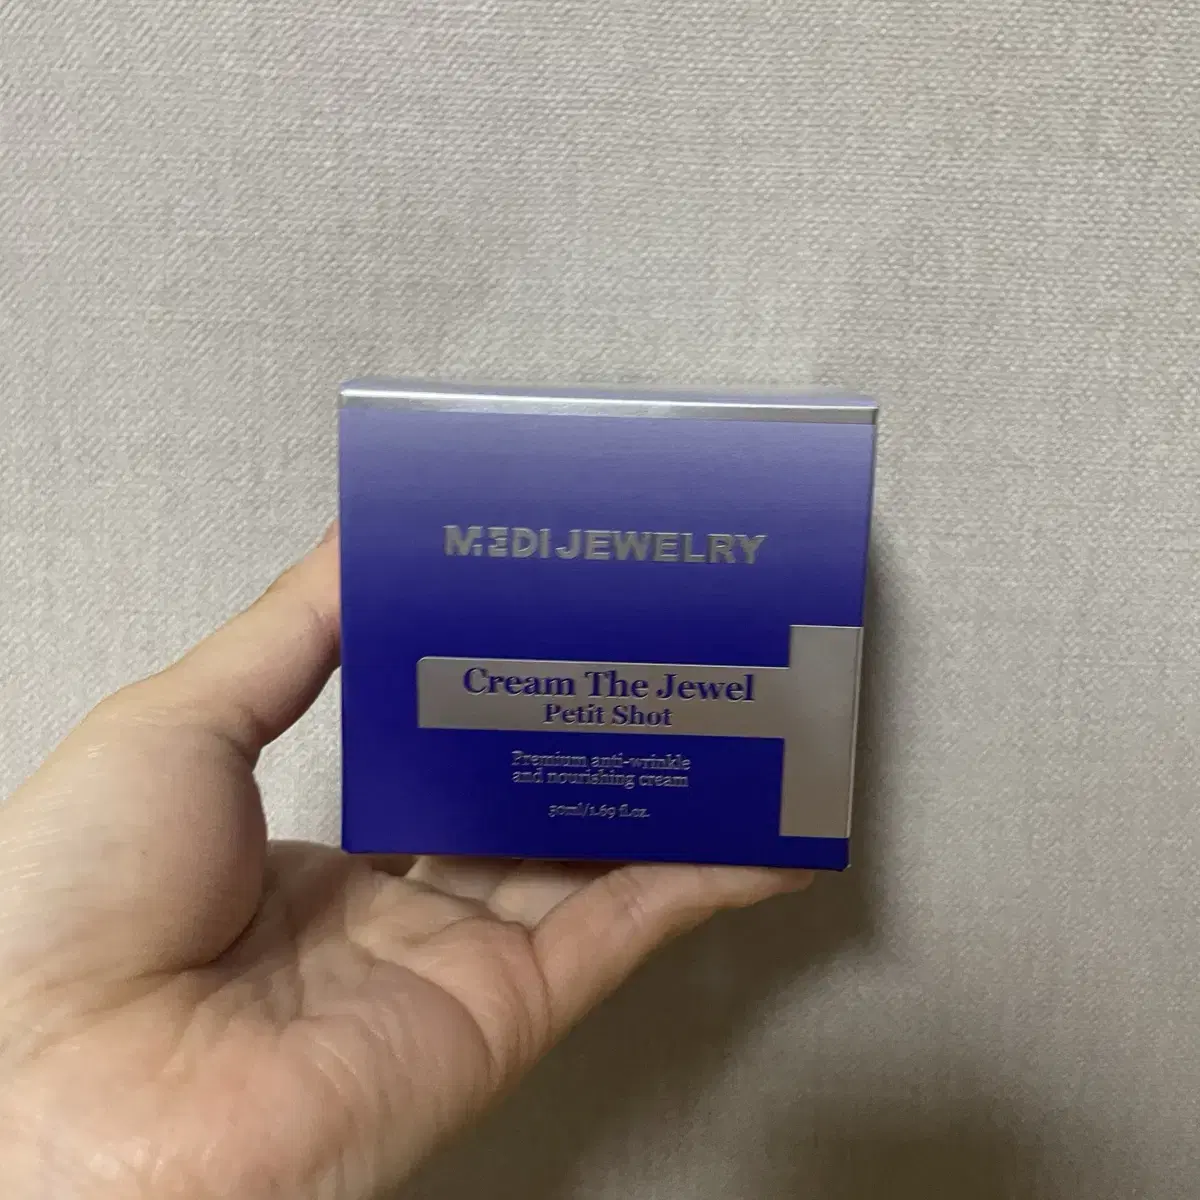 MEDI JEWELRY
Cream The Jewel
Petit Shot
Premium anti-wrinkle
and nourishing cream
50ml/1.69 fl.oz.